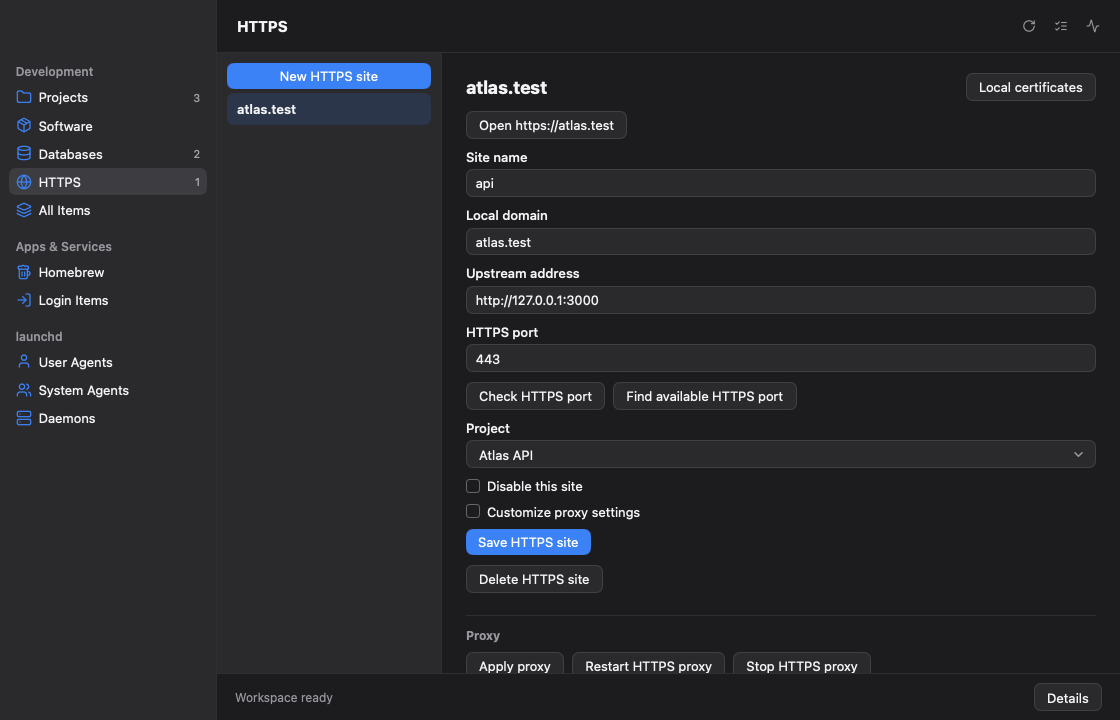 HTTPS
Development
Projects 3
Software
Databases 2
HTTPS 1
All Items
Apps & Services
Homebrew
Login Items
launchd
User Agents
System Agents
Daemons
New HTTPS site
atlas.test
atlas.test
Local certificates
Open https://atlas.test
Site name
api
Local domain
atlas.test
Upstream address
http://127.0.0.1:3000
HTTPS port
443
Check HTTPS port Find available HTTPS port
Project
Atlas API
Disable this site
Customize proxy settings
Save HTTPS site
Delete HTTPS site
Proxy
Apply proxy Restart HTTPS proxy Stop HTTPS proxy
Workspace ready
Details